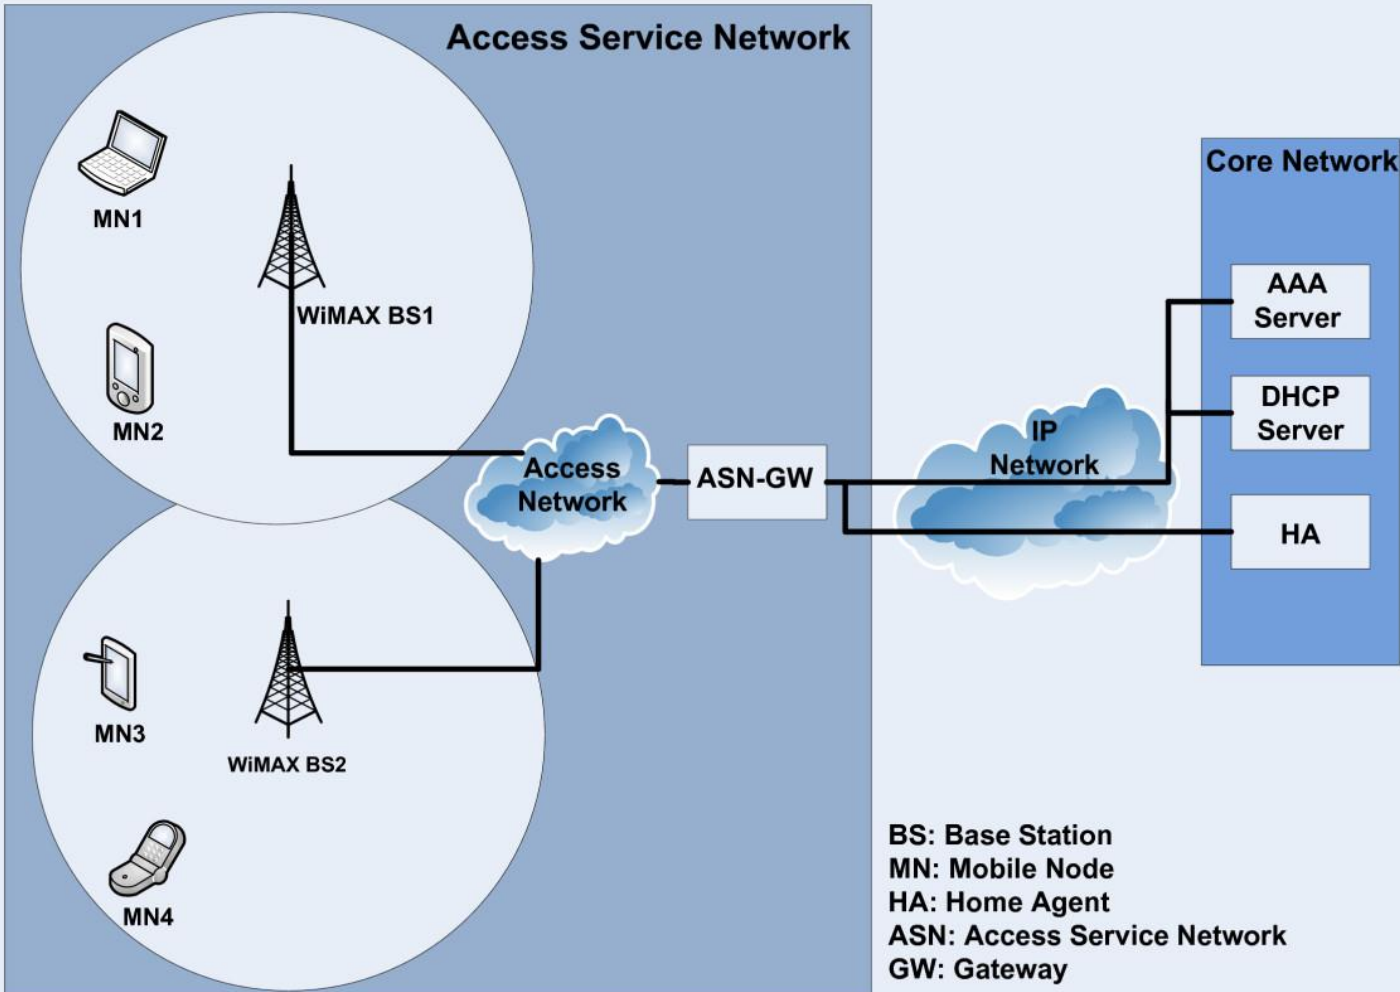 Access Service Network
MN1
WiMAX BS1
MN2
Access
Network
ASN-GW
IP
Network
Core Network
AAA
Server
DHCP
Server
HA
MN3
WiMAX BS2
MN4
BS: Base Station
MN: Mobile Node
HA: Home Agent
ASN: Access Service Network
GW: Gateway